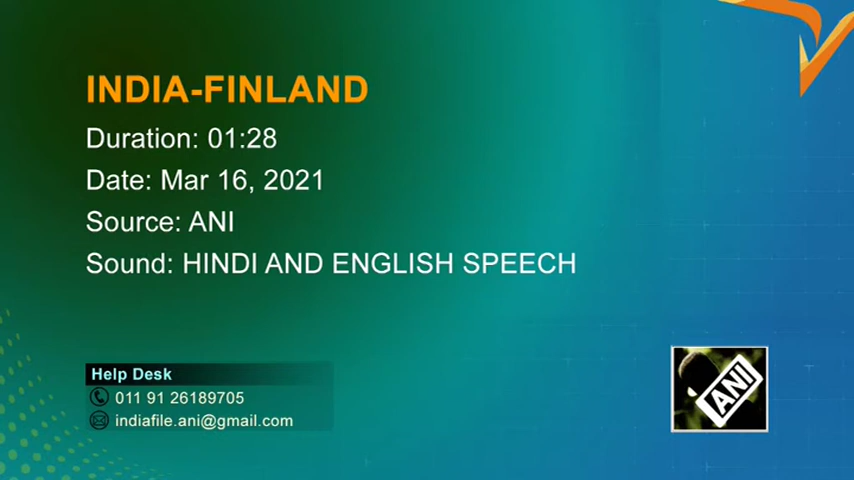 INDIA-FINLAND
Duration: 01:28
Date: Mar 16, 2021
Source: ANI
Sound: HINDI AND ENGLISH SPEECH
Help Desk
011 91 26189705
indiafile.ani@gmail.com
ANI